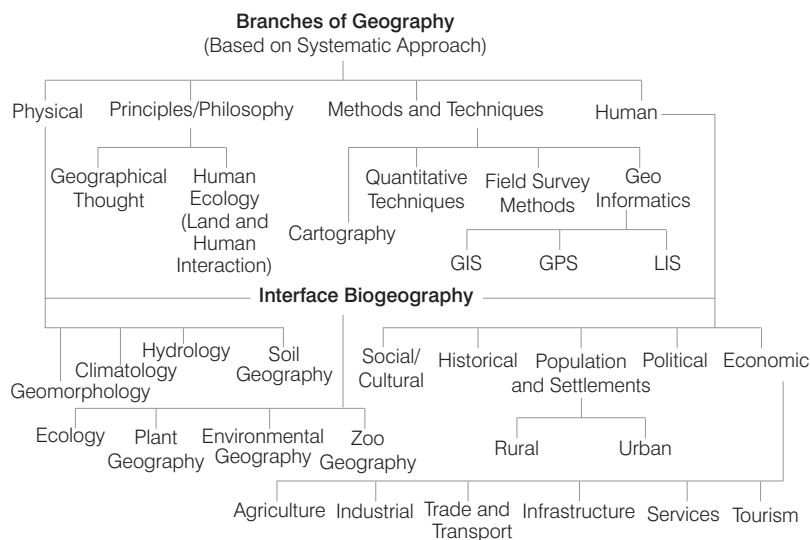 Branches of Geography
(Based on Systematic Approach)
Physical
Principles/Philosophy
Methods and Techniques
Human
Geographical
Thought
Human
Ecology
(Land and
Human
Interaction)
Cartography
Quantitative
Techniques
Field Survey
Methods
Geo
Informatics
GIS
GPS
LIS
Interface Biogeography
Geomorphology
Climatology
Hydrology
Soil
Geography
Social/
Cultural
Historical
Population
and Settlements
Political
Economic
Ecology
Plant
Geography
Environmental
Geography
Zoo
Geography
Rural
Urban
Agriculture
Industrial
Trade and
Transport
Infrastructure
Services
Tourism